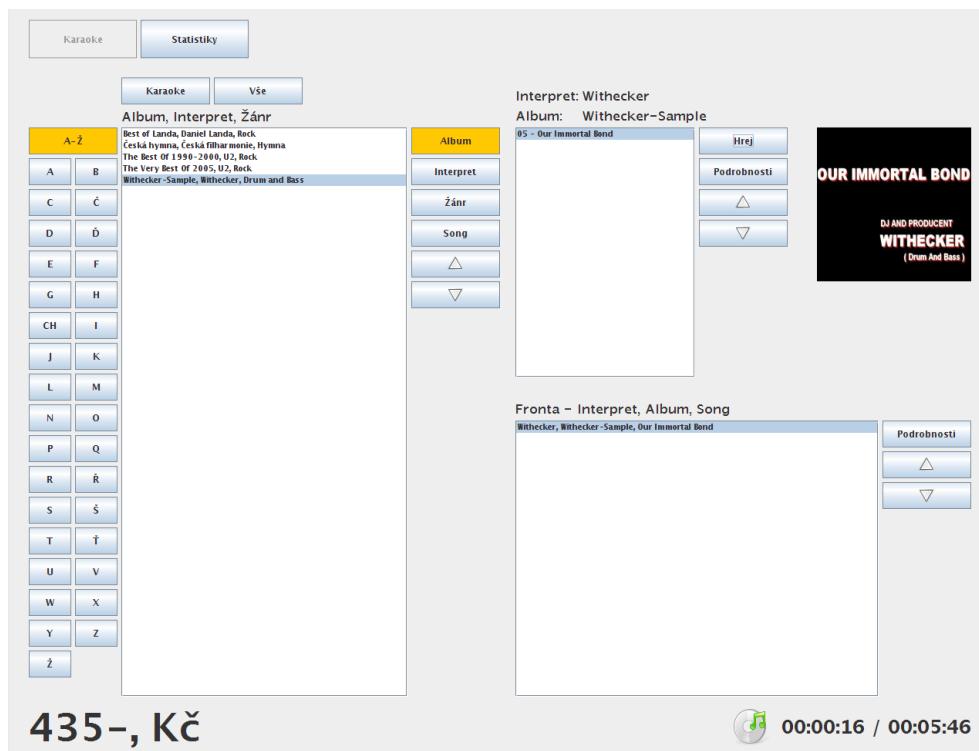 Karaoke Statistiky
Karaoke Vše
Album, Interpret, Žánr
A-Ž
A B
C Č
D Ď
E F
G H
CH I
J K
L M
N O
P Q
R Ř
S Š
T Ť
U V
W X
Y Z
Ž
Best of Landa, Daniel Landa, Rock
Česká hymna, Česká filharmonie, Hymna
The Best Of 1990-2000, U2, Rock
The Very Best Of 2005, U2, Rock
Withecker-Sample, Withecker, Drum and Bass
Album
Interpret
Žánr
Song
Interpret: Withecker
Album: Withecker-Sample
05 - Our Immortal Bond
Hrej
Podrobnosti
OUR IMMORTAL BOND
DJ AND PRODUCENT
WITHECKER
( Drum And Bass )
Fronta - Interpret, Album, Song
Withecker, Withecker-Sample, Our Immortal Bond
Podrobnosti
435-, Kč
00:00:16 / 00:05:46